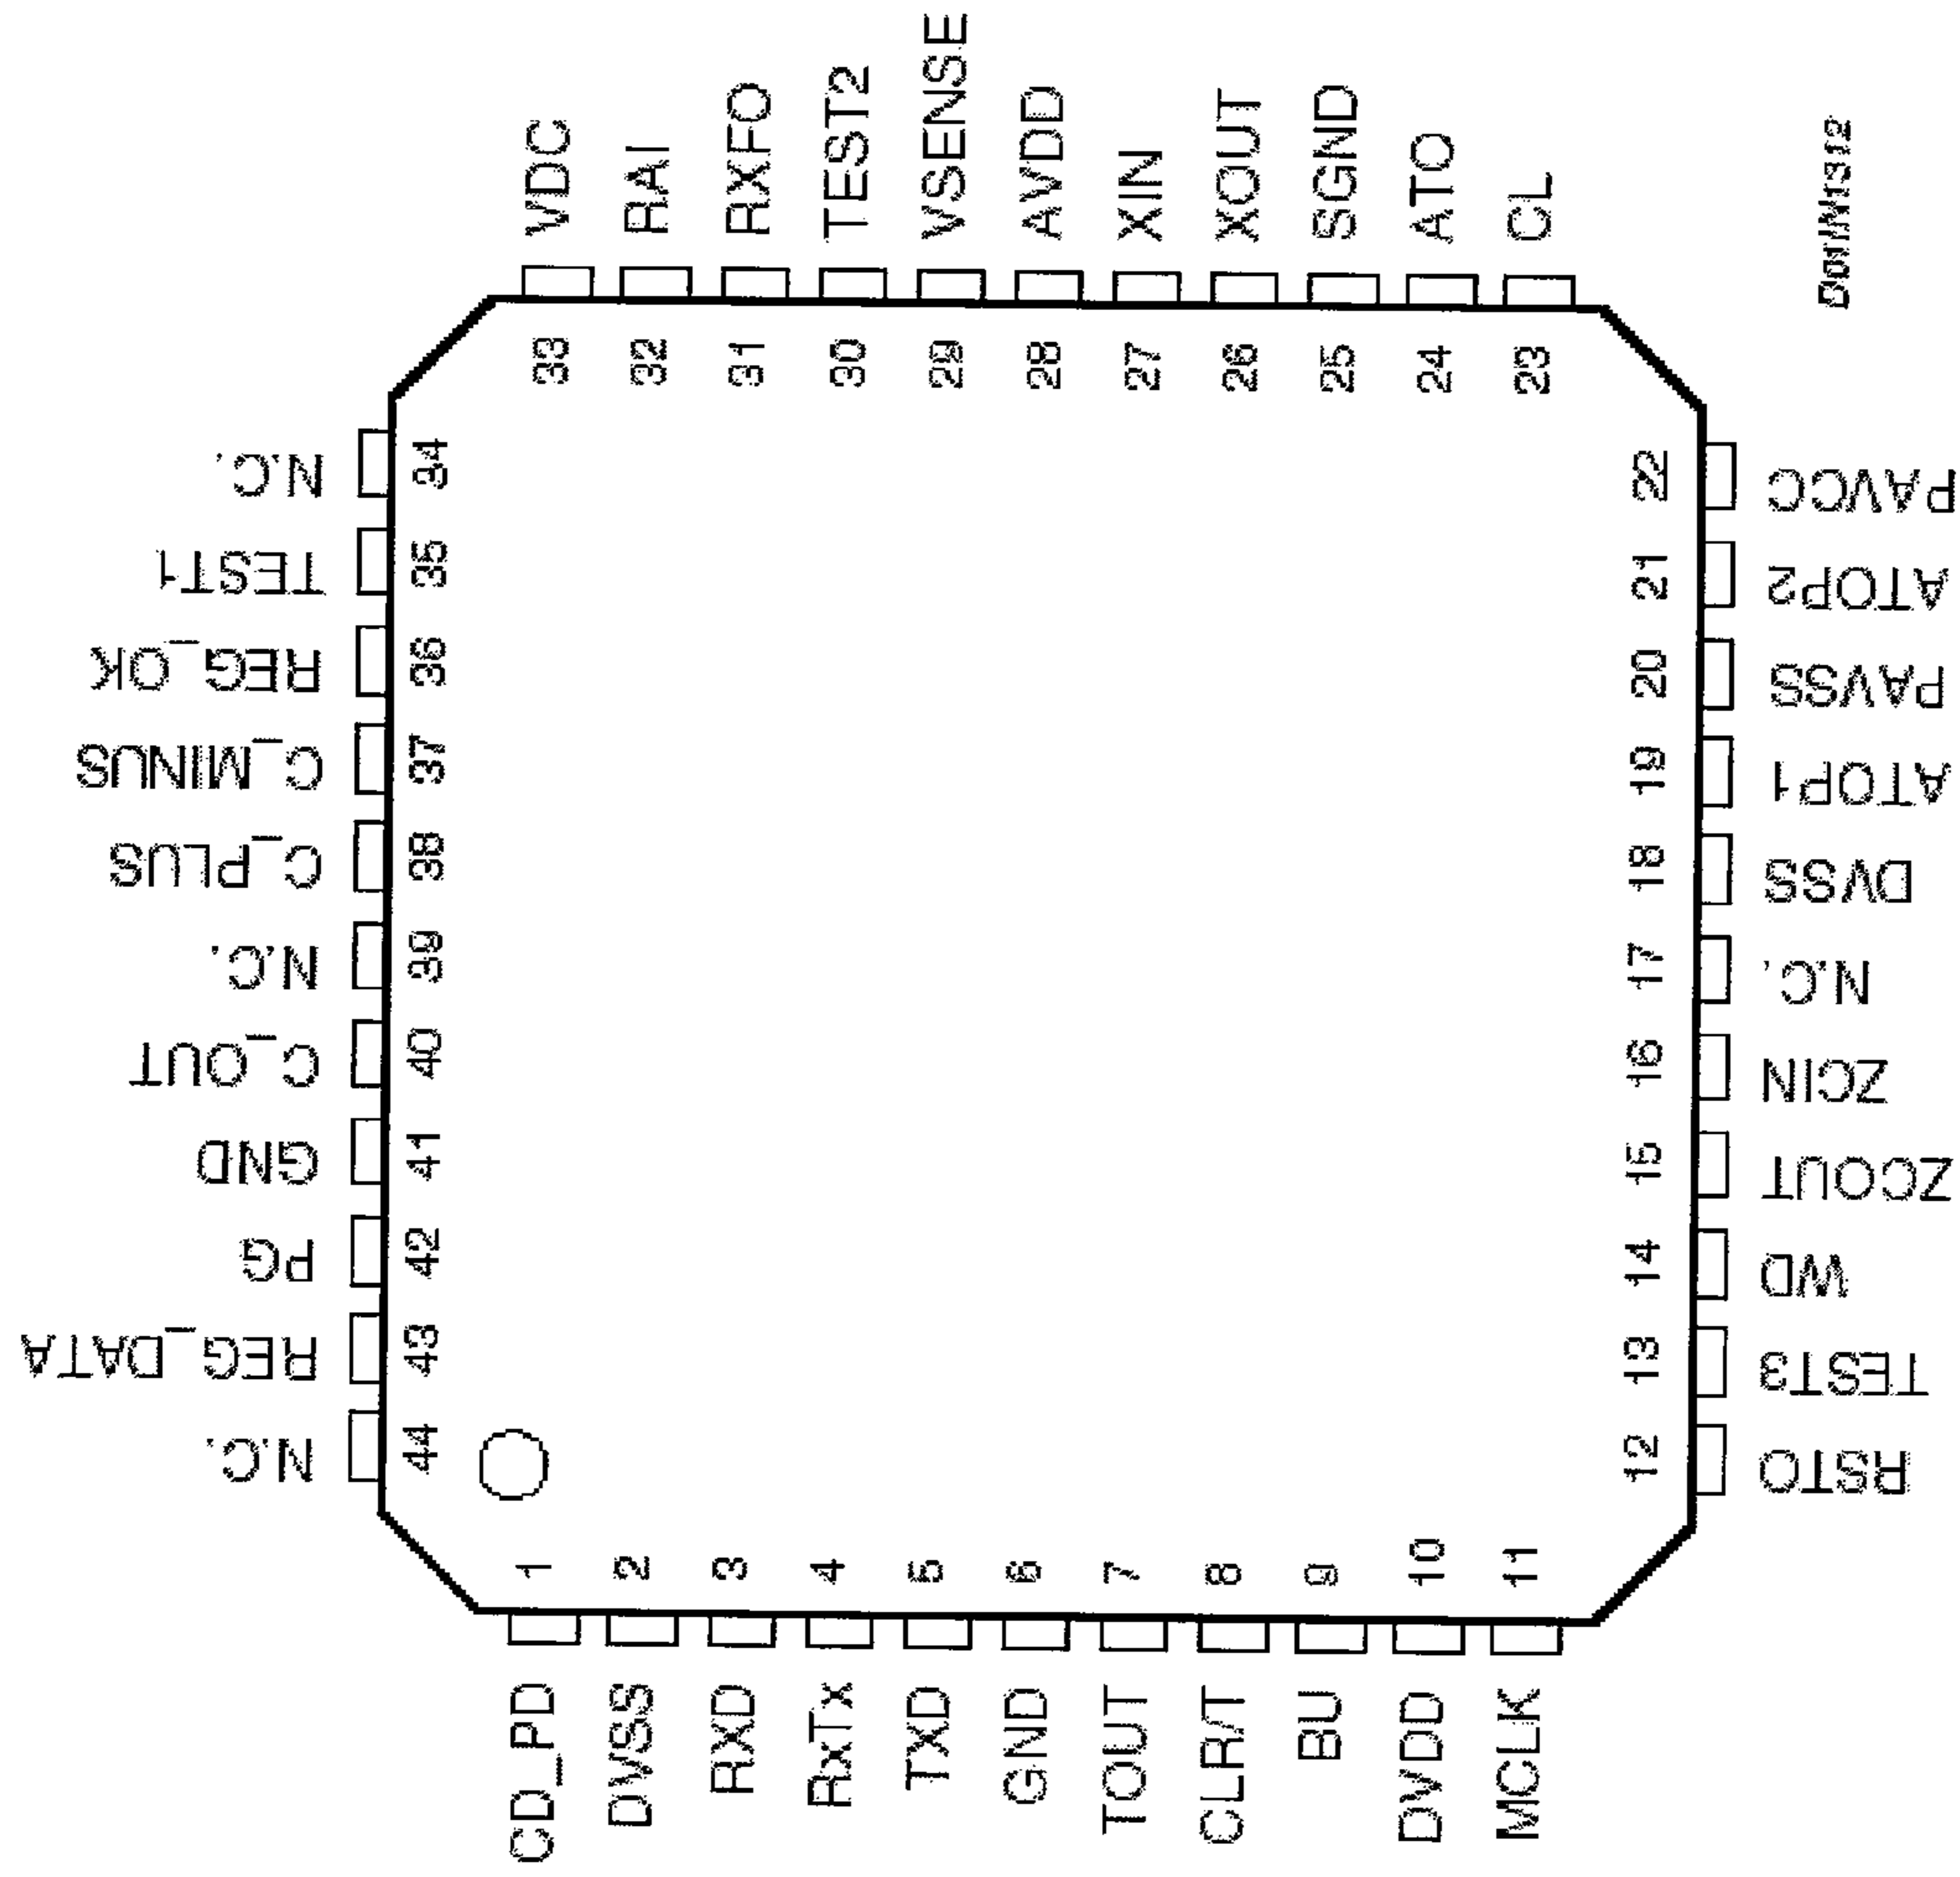 CD_PD 1
DVSS 2
RXD 3
RxTx 4
TXD 5
GND 6
TOUT 7
CLR/T 8
BU 9
DVDD 10
MCLK 11
12 RSTO
13 TEST3
14 WD
15 ZCOUT
16 ZCIN
17 N.C.
18 DVSS
19 ATOP1
20 PAVSS
21 ATOP2
22 PAVCC
23 CL
24 ATO
25 SGND
26 XOUT
27 XIN
28 AVDD
29 VSENSE
30 TEST2
31 RXFO
32 RAI
33 VDC
34 N.C.
35 TEST1
36 REG_OK
37 C_MINUS
38 C_PLUS
39 N.C.
40 C_OUT
41 GND
42 PG
43 REG_DATA
44 N.C.